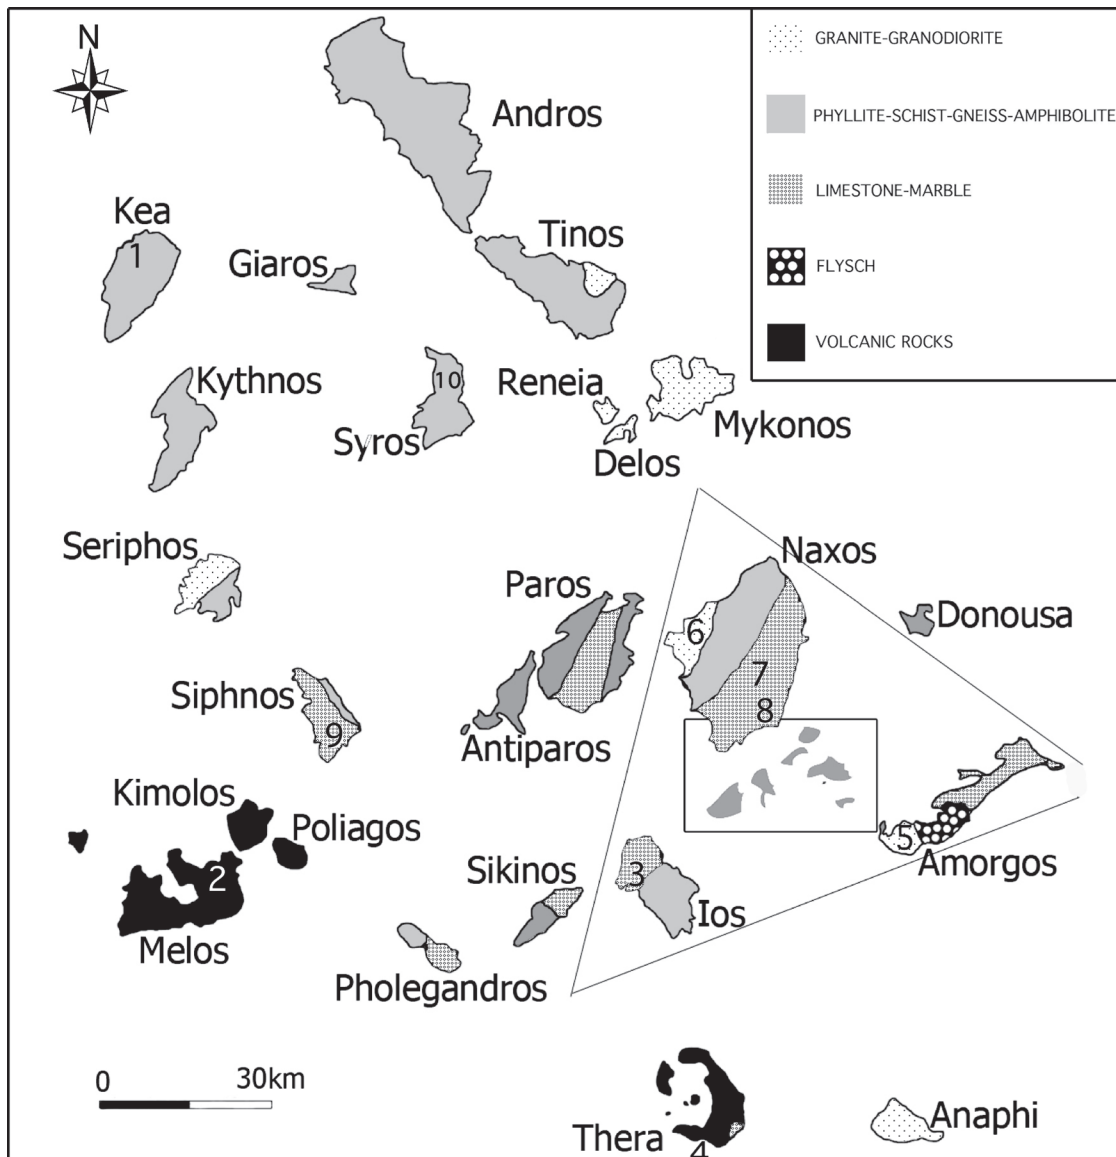 N
GRANITE-GRANODIORITE
PHYLLITE-SCHIST-GNEISS-AMPHIBOLITE
LIMESTONE-MARBLE
FLYSCH
VOLCANIC ROCKS
Andros
Kea
1
Giaros
Tinos
Kythnos
10
Syros
Reneia
Delos
Mykonos
Seriphos
Paros
Naxos
Donousa
6
7
8
Siphnos
9
Antiparos
Kimolos
Poliagos
2
Melos
Sikinos
3
Ios
5
Amorgos
Pholegandros
0 30km
Thera
4
Anaphi